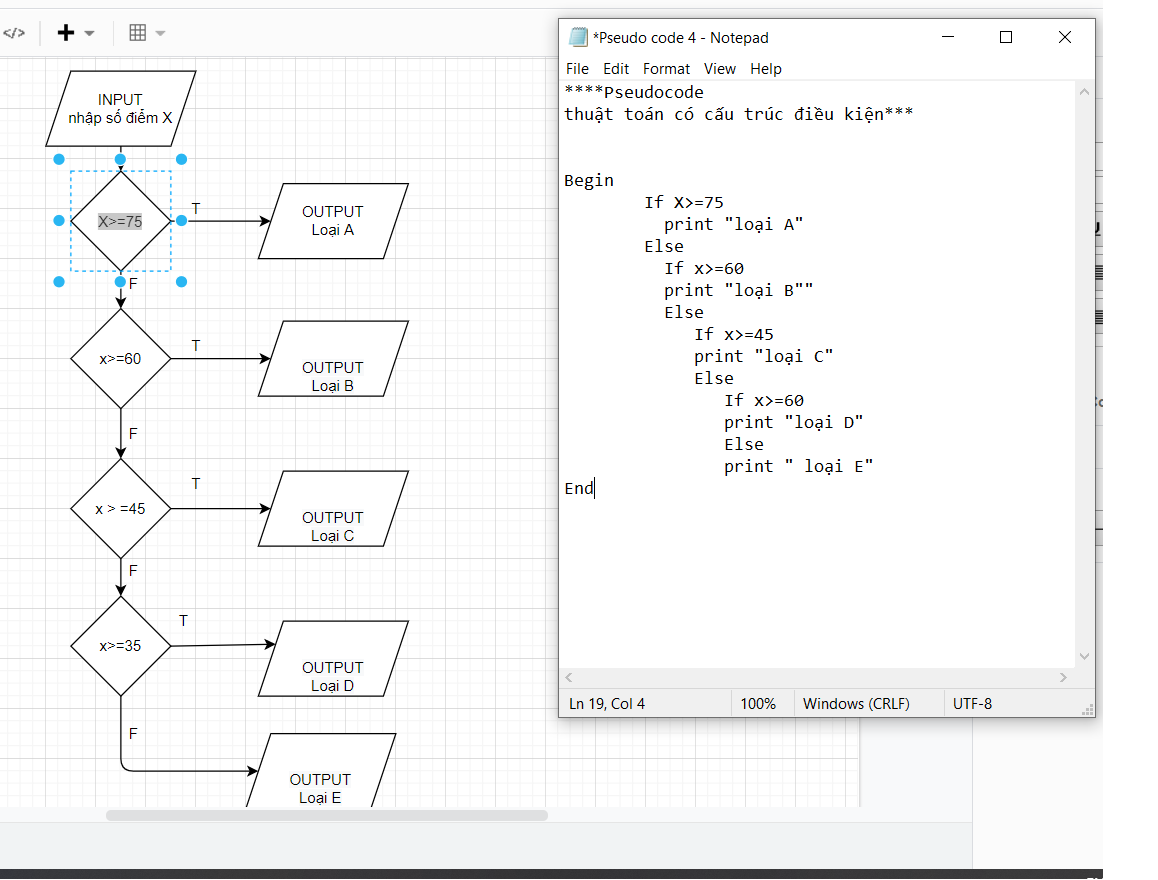 </>
INPUT
nhập số điểm X
X>=75
T
OUTPUT
Loại A
F
x>=60
T
OUTPUT
Loại B
F
x > =45
T
OUTPUT
Loại C
F
x>=35
T
OUTPUT
Loại D
F
OUTPUT
Loại E
*Pseudo code 4 - Notepad
File Edit Format View Help
****Pseudocode
thuật toán có cấu trúc điều kiện***
Begin
If X>=75
print "loại A"
Else
If x>=60
print "loại B""
Else
If x>=45
print "loại C"
Else
If x>=60
print "loại D"
Else
print " loại E"
End
Ln 19, Col 4 100% Windows (CRLF) UTF-8